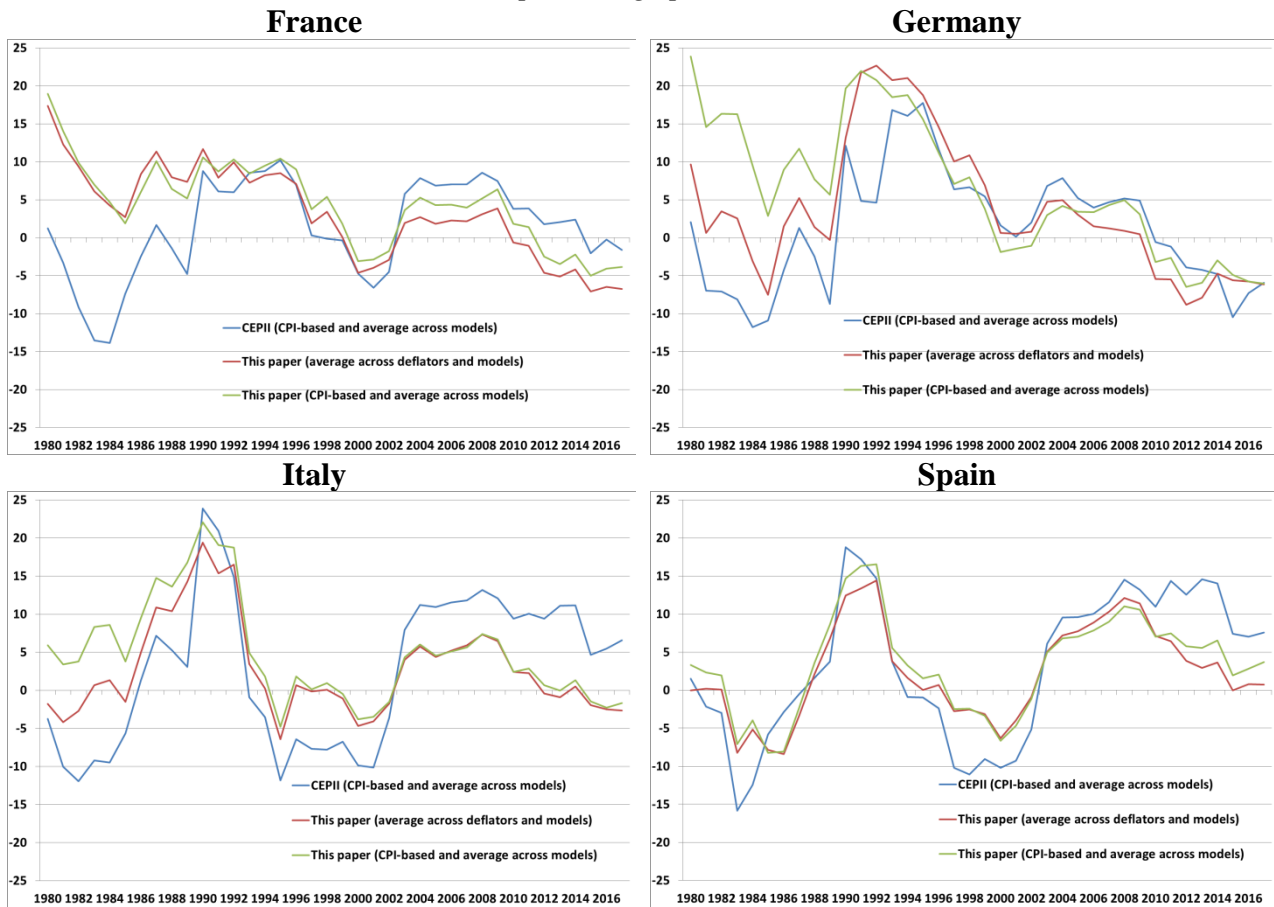 France
25
20
15
10
5
0
-5
-10
-15
-20
-25
CEPII (CPI-based and average across models)
This paper (average across deflators and models)
This paper (CPI-based and average across models)
1980 1982 1984 1986 1988 1990 1992 1994 1996 1998 2000 2002 2004 2006 2008 2010 2012 2014 2016
Germany
25
20
15
10
5
0
-5
-10
-15
-20
-25
CEPII (CPI-based and average across models)
This paper (average across deflators and models)
This paper (CPI-based and average across models)
1980 1982 1984 1986 1988 1990 1992 1994 1996 1998 2000 2002 2004 2006 2008 2010 2012 2014 2016
Italy
25
20
15
10
5
0
-5
-10
-15
-20
-25
CEPII (CPI-based and average across models)
This paper (average across deflators and models)
This paper (CPI-based and average across models)
1980 1982 1984 1986 1988 1990 1992 1994 1996 1998 2000 2002 2004 2006 2008 2010 2012 2014 2016
Spain
25
20
15
10
5
0
-5
-10
-15
-20
-25
CEPII (CPI-based and average across models)
This paper (average across deflators and models)
This paper (CPI-based and average across models)
1980 1982 1984 1986 1988 1990 1992 1994 1996 1998 2000 2002 2004 2006 2008 2010 2012 2014 2016